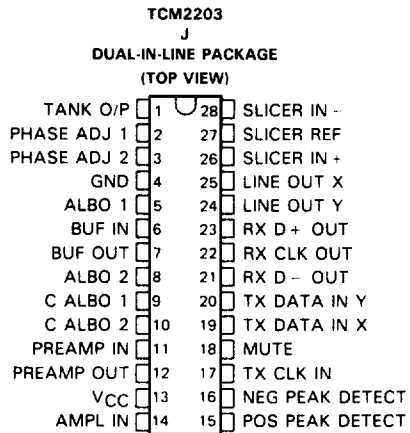 TCM2203
J
DUAL-IN-LINE PACKAGE
(TOP VIEW)
TANK O/P 1 28 SLICER IN -
PHASE ADJ 1 2 27 SLICER REF
PHASE ADJ 2 3 26 SLICER IN +
GND 4 25 LINE OUT X
ALBO 1 5 24 LINE OUT Y
BUF IN 6 23 RX D + OUT
BUF OUT 7 22 RX CLK OUT
ALBO 2 8 21 RX D - OUT
C ALBO 1 9 20 TX DATA IN Y
C ALBO 2 10 19 TX DATA IN X
PREAMP IN 11 18 MUTE
PREAMP OUT 12 17 TX CLK IN
VCC 13 16 NEG PEAK DETECT
AMPL IN 14 15 POS PEAK DETECT